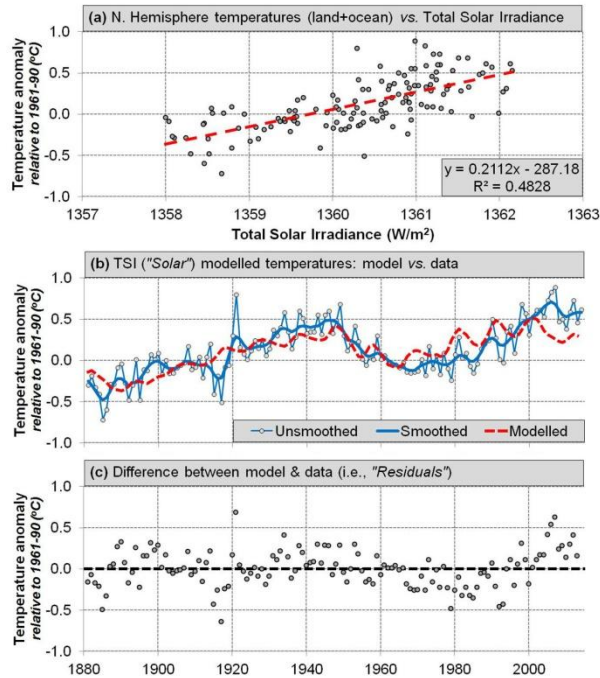 (a) N. Hemisphere temperatures (land+ocean) vs. Total Solar Irradiance
Temperature anomaly
relative to 1961-90 (ºC)
1.0
0.5
0.0
-0.5
-1.0
y = 0.2112x - 287.18
R² = 0.4828
1357 1358 1359 1360 1361 1362 1363
Total Solar Irradiance (W/m²)
(b) TSI ("Solar") modelled temperatures: model vs. data
Temperature anomaly
relative to 1961-90 (ºC)
1.0
0.5
0.0
-0.5
-1.0
Unsmoothed Smoothed Modelled
(c) Difference between model & data (i.e., "Residuals")
Temperature anomaly
relative to 1961-90 (ºC)
1.0
0.5
0.0
-0.5
-1.0
1880 1900 1920 1940 1960 1980 2000